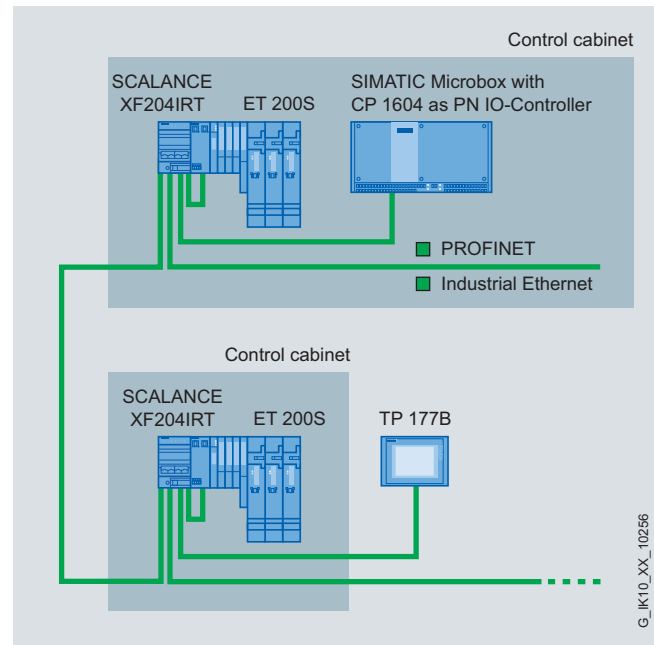 Control cabinet
SCALANCE
XF204IRT
ET 200S
SIMATIC Microbox with
CP 1604 as PN IO-Controller
PROFINET
Industrial Ethernet
Control cabinet
SCALANCE
XF204IRT
ET 200S
TP 177B
G_IK10_XX_10256